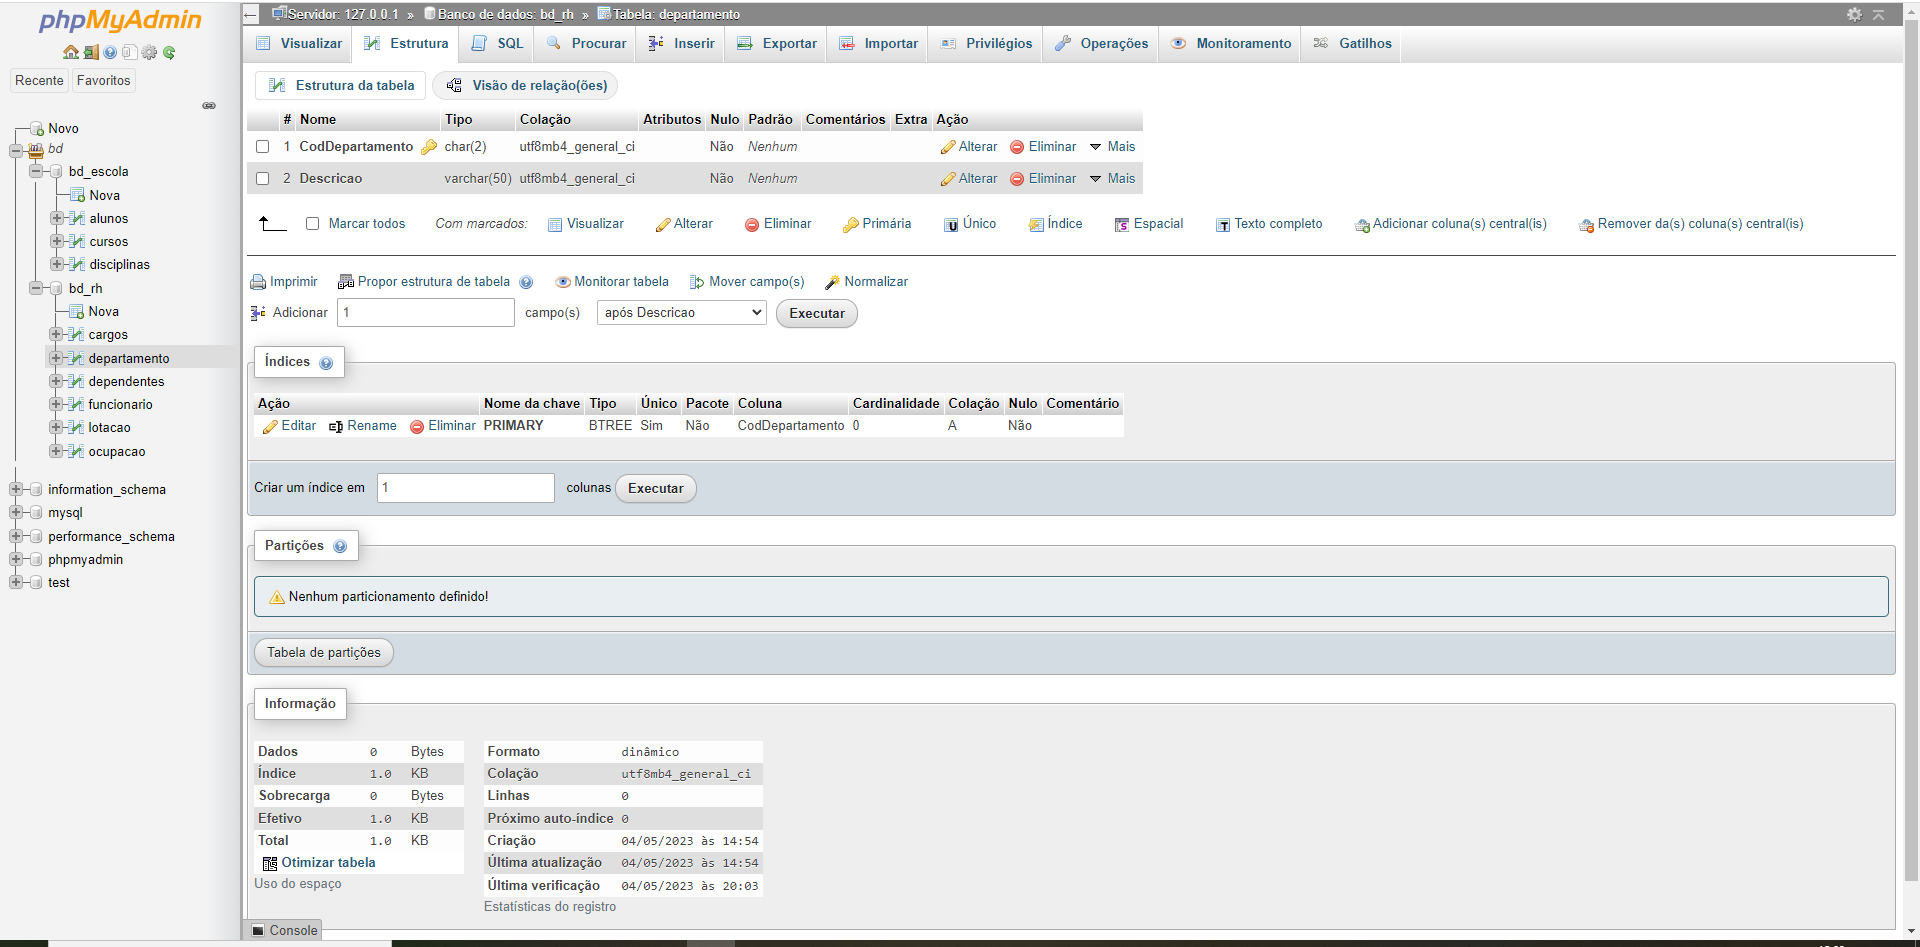 phpMyAdmin
Recente Favoritos
Novo
bd
bd_escola
Nova
alunos
cursos
disciplinas
bd_rh
Nova
cargos
departamento
dependentes
funcionario
lotacao
ocupacao
information_schema
mysql
performance_schema
phpmyadmin
test
Servidor: 127.0.0.1 » Banco de dados: bd_rh » Tabela: departamento
Visualizar Estrutura SQL Procurar Inserir Exportar Importar Privilégios Operações Monitoramento Gatilhos
Estrutura da tabela Visão de relação(ões)
# Nome Tipo Colação Atributos Nulo Padrão Comentários Extra Ação
1 CodDepartamento char(2) utf8mb4_general_ci Não Nenhum Alterar Eliminar Mais
2 Descricao varchar(50) utf8mb4_general_ci Não Nenhum Alterar Eliminar Mais
Marcar todos Com marcados: Visualizar Alterar Eliminar Primária Único Índice Espacial Texto completo Adicionar coluna(s) central(is) Remover da(s) coluna(s) central(is)
Imprimir Propor estrutura de tabela Monitorar tabela Mover campo(s) Normalizar
Adicionar 1 campo(s) após Descricao Executar
Índices
Ação Nome da chave Tipo Único Pacote Coluna Cardinalidade Colação Nulo Comentário
Editar Rename Eliminar PRIMARY BTREE Sim Não CodDepartamento 0 A Não
Criar um índice em 1 colunas Executar
Partições
Nenhum particionamento definido!
Tabela de partições
Informação
Dados 0 Bytes
Índice 1.0 KB
Sobrecarga 0 Bytes
Efetivo 1.0 KB
Total 1.0 KB
Otimizar tabela
Uso do espaço
Formato dinâmico
Colação utf8mb4_general_ci
Linhas 0
Próximo auto-índice 0
Criação 04/05/2023 às 14:54
Última atualização 04/05/2023 às 14:54
Última verificação 04/05/2023 às 20:03
Estatísticas do registro
Console